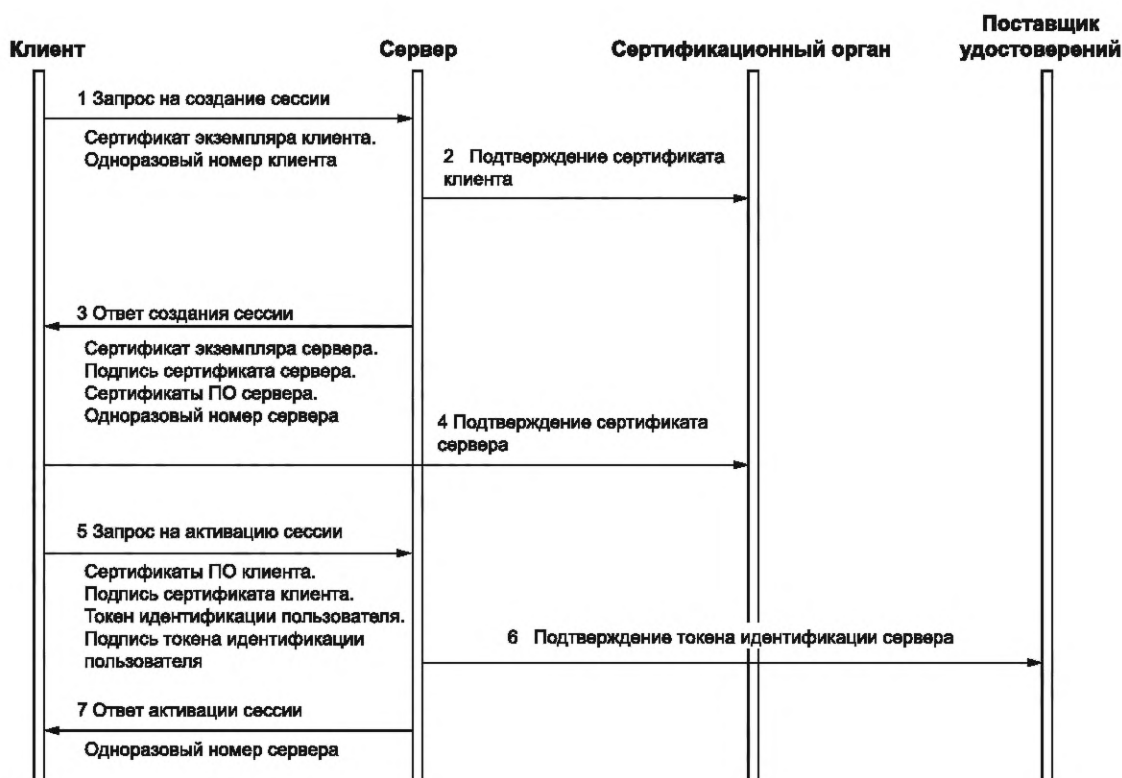 Поставщик
удостоверений
Клиент
Сервер
Сертификационный орган
1 Запрос на создание сессии
Сертификат экземпляра клиента.
Одноразовый номер клиента
2 Подтверждение сертификата
клиента
3 Ответ создания сессии
Сертификат экземпляра сервера.
Подпись сертификата сервера.
Сертификаты ПО сервера.
Одноразовый номер сервера
4 Подтверждение сертификата
сервера
5 Запрос на активацию сессии
Сертификаты ПО клиента.
Подпись сертификата клиента.
Токен идентификации пользователя.
Подпись токена идентификации
пользователя
6 Подтверждение токена идентификации сервера
7 Ответ активации сессии
Одноразовый номер сервера